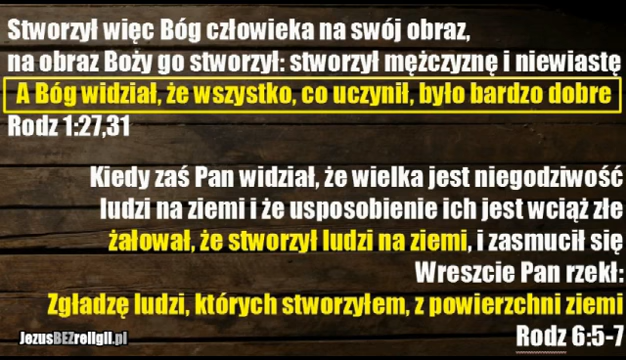 Stworzył więc Bóg człowieka na swój obraz,
na obraz Boży go stworzył: stworzył mężczyznę i niewiastę
A Bóg widział, że wszystko, co uczynił, było bardzo dobre
Rodz 1:27,31
Kiedy zaś Pan widział, że wielka jest niegodziwość
ludzi na ziemi i że usposobienie ich jest wciąż złe
żałował, że stworzył ludzi na ziemi, i zasmucił się
Wreszcie Pan rzekł:
Zgładzę ludzi, których stworzyłem, z powierzchni ziemi
JezusBEZreligii.pl
Rodz 6:5-7